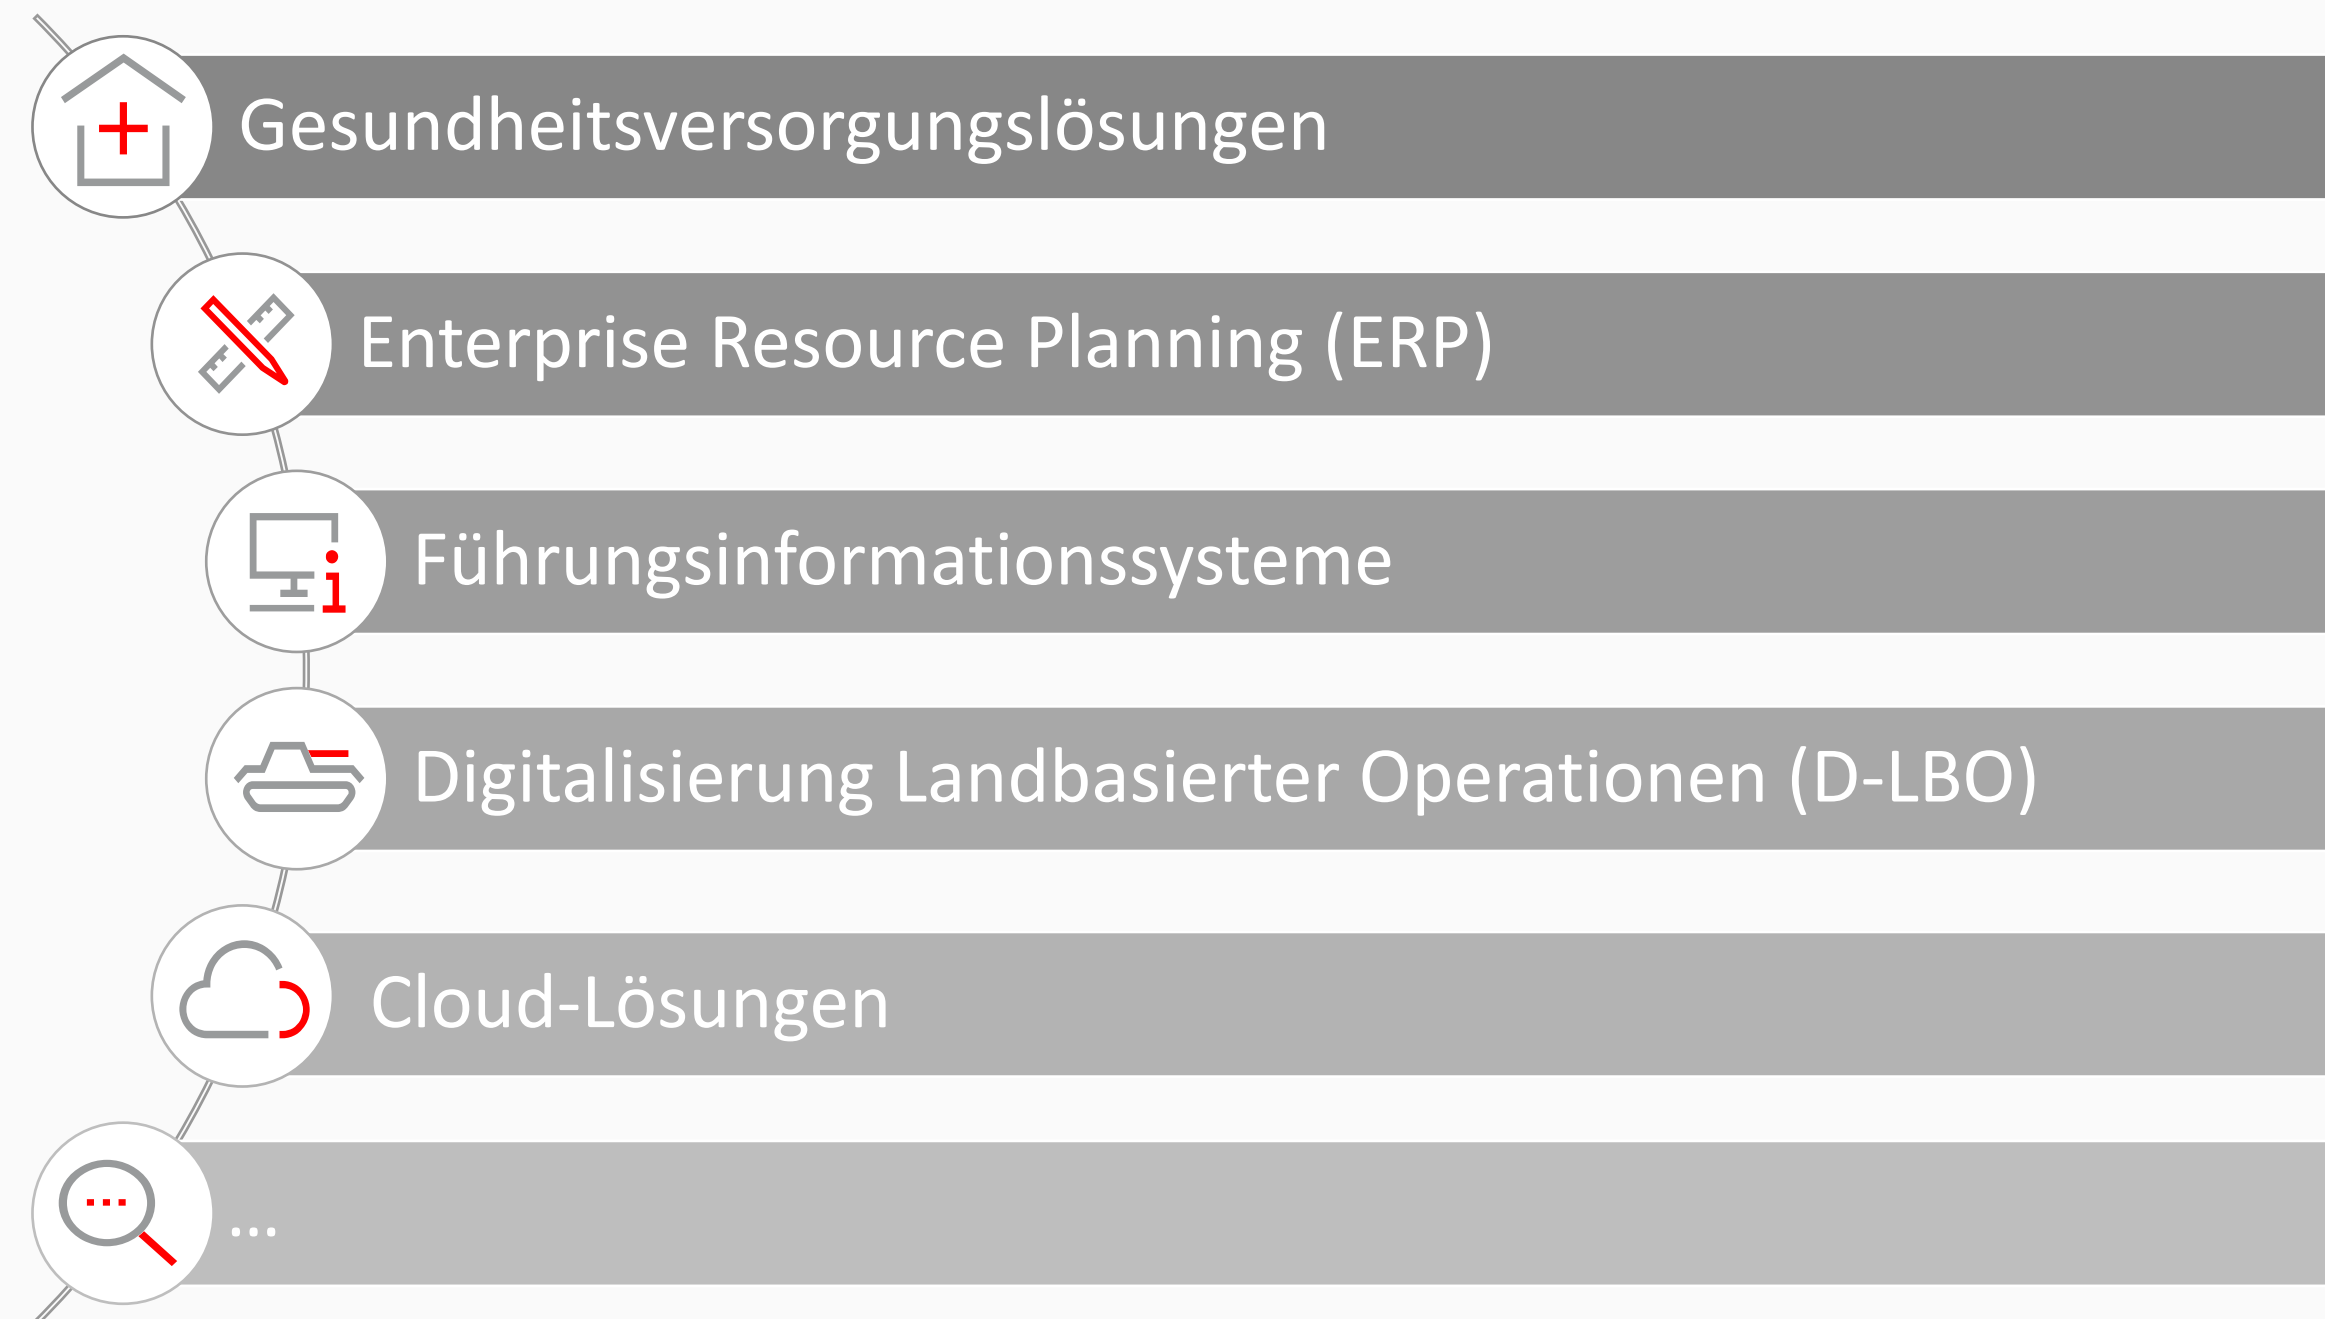 Gesundheitsversorgungslösungen
Enterprise Resource Planning (ERP)
Führungsinformationssysteme
Digitalisierung Landbasierter Operationen (D-LBO)
Cloud-Lösungen
...